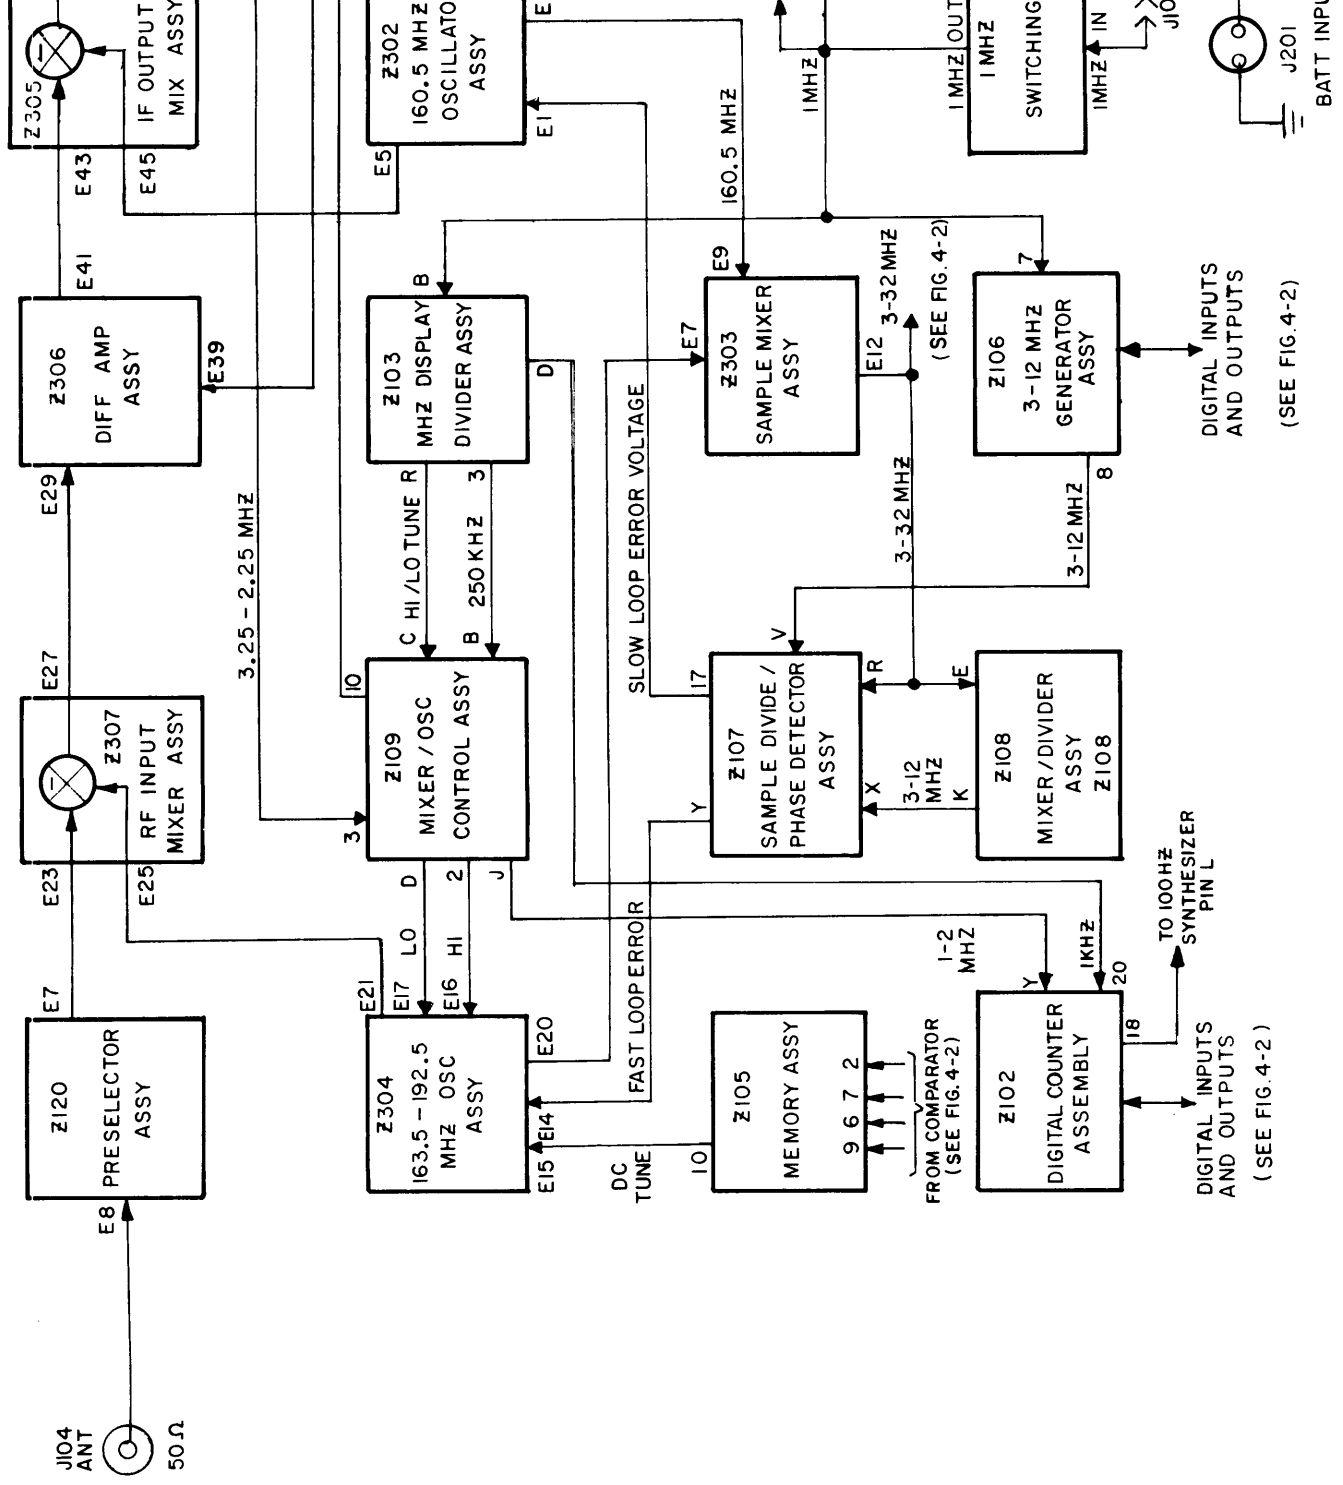 J104
ANT
50Ω
E8
Z120
PRESELECTOR
ASSY
E7
E23
E25
Z307
RF INPUT
MIXER ASSY
E27
E29
Z306
DIFF AMP
ASSY
E39
E41
E43
E45
Z305
IF OUTPUT
MIX ASSY
3.25 - 2.25 MHZ
Z304
163.5 - 192.5
MHZ OSC
ASSY
E21
E17
E16
E15
E14
E20
LO
HI
D
2
J
3
10
Z109
MIXER / OSC
CONTROL ASSY
C
B
HI/LO TUNE
250 KHZ
R
3
Z103
MHZ DISPLAY
DIVIDER ASSY
B
D
E5
Z302
160.5 MHZ
OSCILLATO
ASSY
E1
E
DC
TUNE
FAST LOOP ERROR
SLOW LOOP ERROR VOLTAGE
10
Z105
MEMORY ASSY
9 6 7 2
FROM COMPARATOR
(SEE FIG. 4-2)
Y
17
Z107
SAMPLE DIVIDE /
PHASE DETECTOR
ASSY
X
R
V
3-12
MHZ
K
E
Z108
MIXER/DIVIDER
ASSY
Z108
3-32 MHZ
E7
E9
Z303
SAMPLE MIXER
ASSY
E12
3-32 MHZ
(SEE FIG. 4-2)
160.5 MHZ
1-2
MHZ
1KHZ
Y
20
Z102
DIGITAL COUNTER
ASSEMBLY
18
TO 100HZ
SYNTHESIZER
PIN L
DIGITAL INPUTS
AND OUTPUTS
(SEE FIG. 4-2)
3-12 MHZ
8
Z106
3-12 MHZ
GENERATOR
ASSY
7
DIGITAL INPUTS
AND OUTPUTS
(SEE FIG. 4-2)
1MHZ
1 MHZ OUT
1 MHZ
SWITCHING
1MHZ IN
J10
J201
BATT INPU